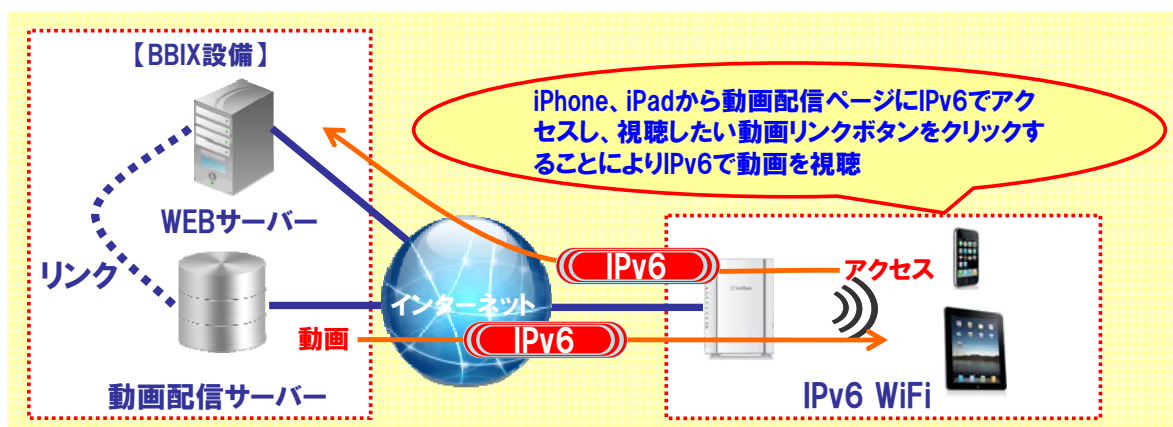 【BBIX設備】
iPhone、iPadから動画配信ページにIPv6でアク
セスし、視聴したい動画リンクボタンをクリックす
ることによりIPv6で動画を視聴
WEBサーバー
リンク
IPv6
アクセス
インターネット
動画
IPv6
動画配信サーバー
IPv6 WiFi